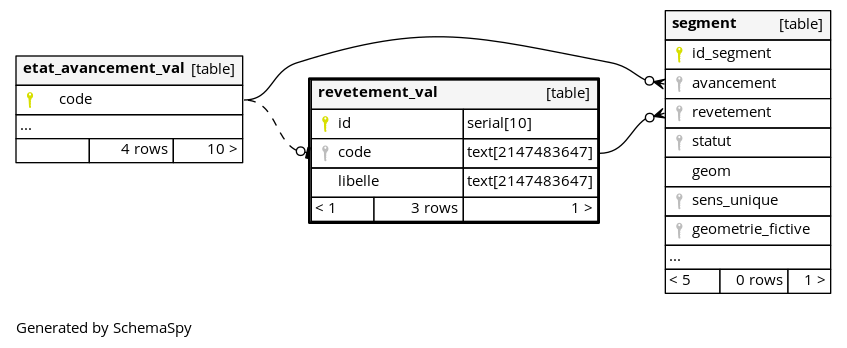 etat_avancement_val [table]
code
...
4 rows 10 >
revetement_val [table]
id serial[10]
code text[2147483647]
libelle text[2147483647]
< 1 3 rows 1 >
segment [table]
id_segment
avancement
revetement
statut
geom
sens_unique
geometrie_fictive
...
< 5 0 rows 1 >
Generated by SchemaSpy